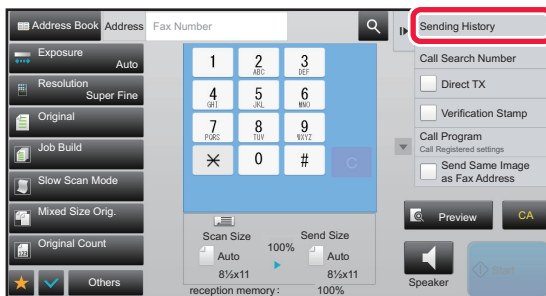 Address Book Address Fax Number
Sending History
Exposure
Auto
Resolution
Super Fine
Original
Job Build
Slow Scan Mode
Mixed Size Orig.
Original Count
Others
1
2
ABC
3
DEF
4
GHI
5
JKL
6
MNO
7
PQRS
8
TUV
9
WXYZ
0
#
C
Scan Size
100%
Send Size
Auto
Auto
8½x11
8½x11
reception memory: 100%
Call Search Number
Direct TX
Verification Stamp
Call Program
Call Registered settings
Send Same Image
as Fax Address
Preview
CA
Speaker
Start